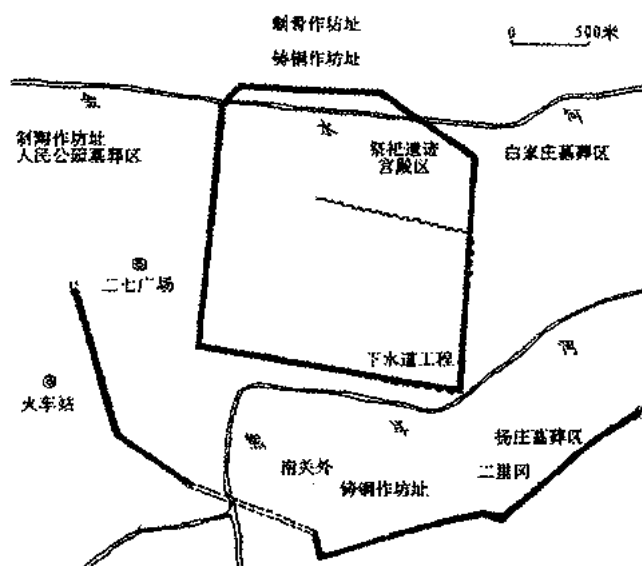 制骨作坊址
铸铜作坊址
0 500米
水
河
制陶作坊址
人民公园墓葬区
祭祀遗迹
宫殿区
白家庄墓葬区
二七广场
下水道工程
河
火车站
熊
耳
杨庄墓葬区
南关外
二里冈
铸铜作坊址